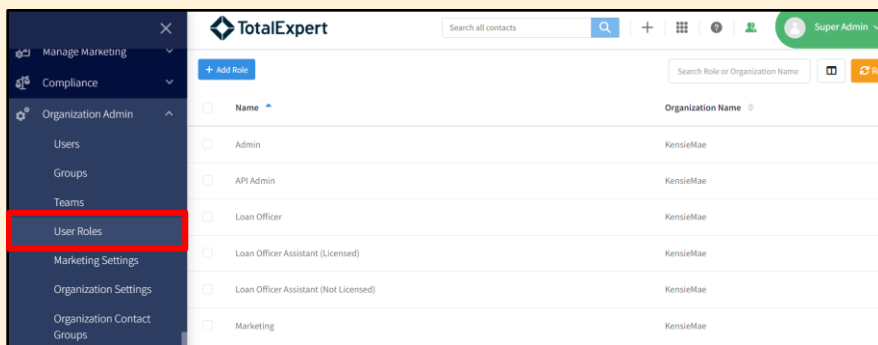 TotalExpert
Search all contacts
Super Admin
Manage Marketing
Compliance
Organization Admin
Users
Groups
Teams
User Roles
Marketing Settings
Organization Settings
Organization Contact
Groups
+ Add Role
Search Role or Organization Name
Name
Organization Name
Admin
KensieMae
API Admin
KensieMae
Loan Officer
KensieMae
Loan Officer Assistant (Licensed)
KensieMae
Loan Officer Assistant (Not Licensed)
KensieMae
Marketing
KensieMae